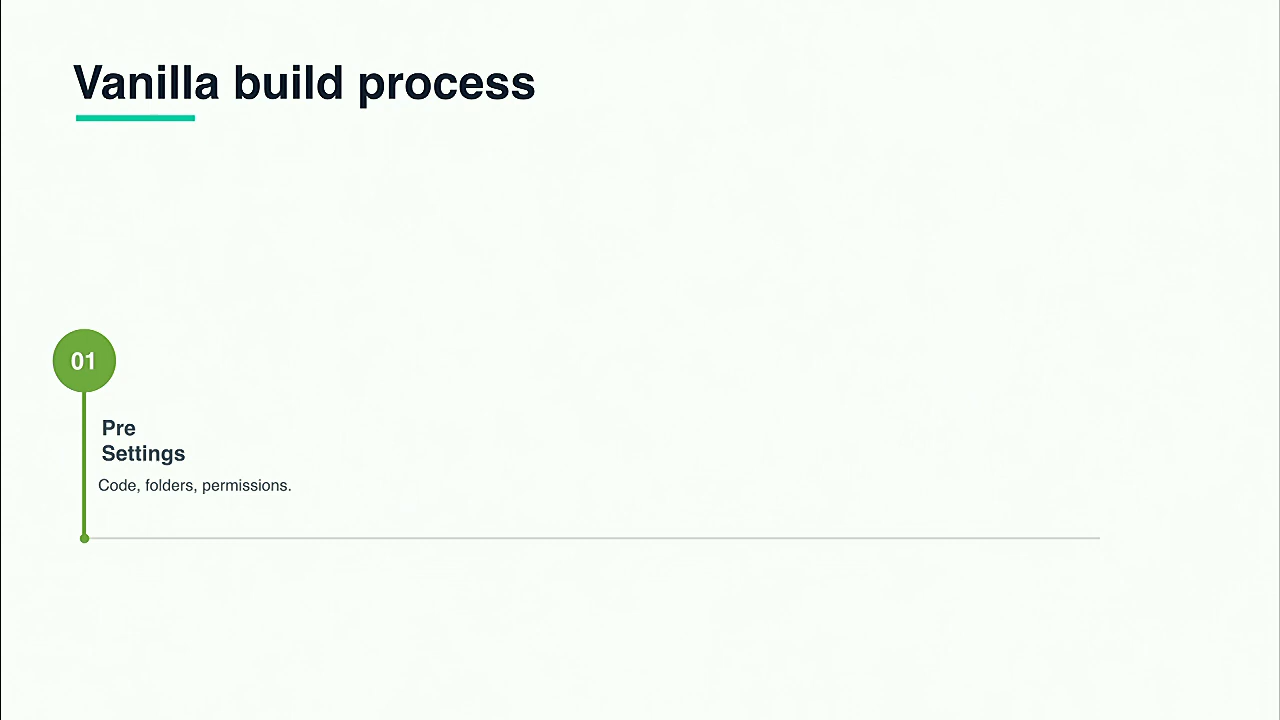 Vanilla build process
01
Pre
Settings
Code, folders, permissions.